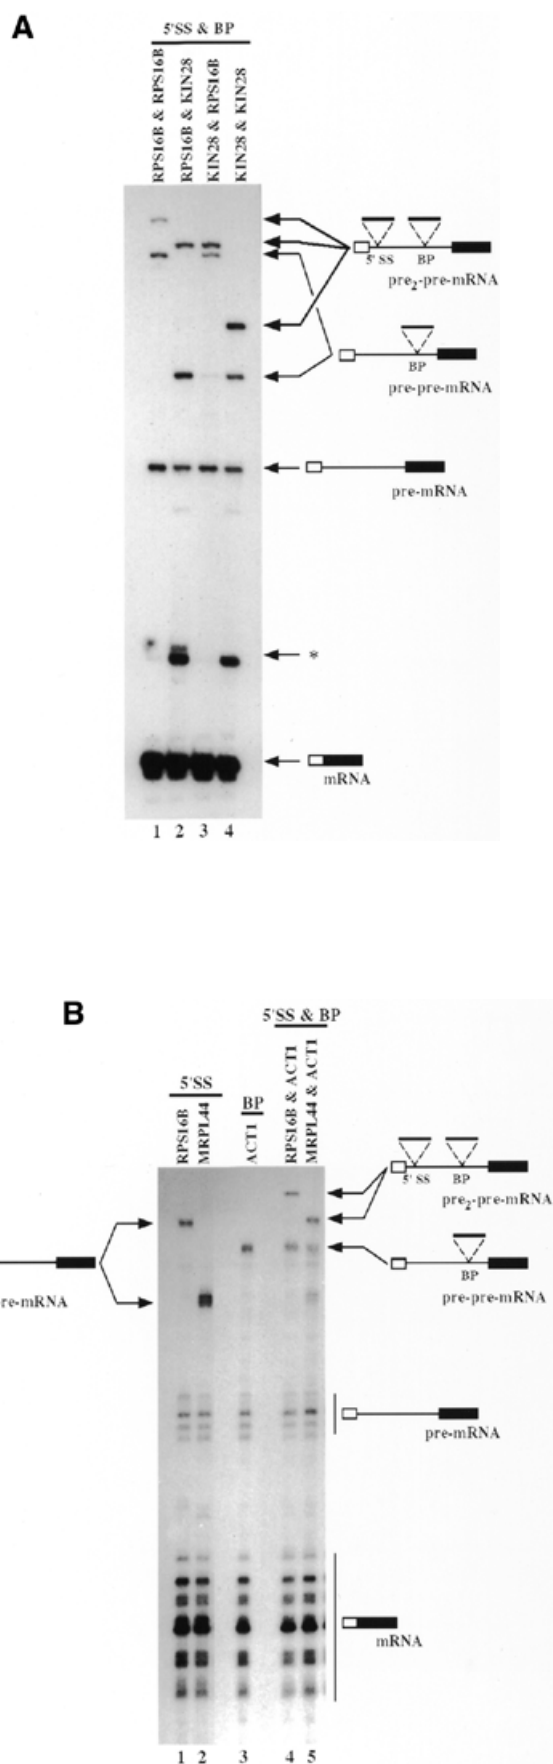 A
5'SS & BP
RPS16B & RPS16B
RPS16B & KIN28
KIN28 & RPS16B
KIN28 & KIN28
5' SS BP
pre2-pre-mRNA
BP
pre-pre-mRNA
pre-mRNA
*
mRNA
1 2 3 4
B
5'SS & BP
5'SS
BP
RPS16B
MRPL44
ACT1
RPS16B & ACT1
MRPL44 & ACT1
5' SS BP
pre2-pre-mRNA
BP
re-mRNA
pre-pre-mRNA
pre-mRNA
mRNA
1 2 3 4 5